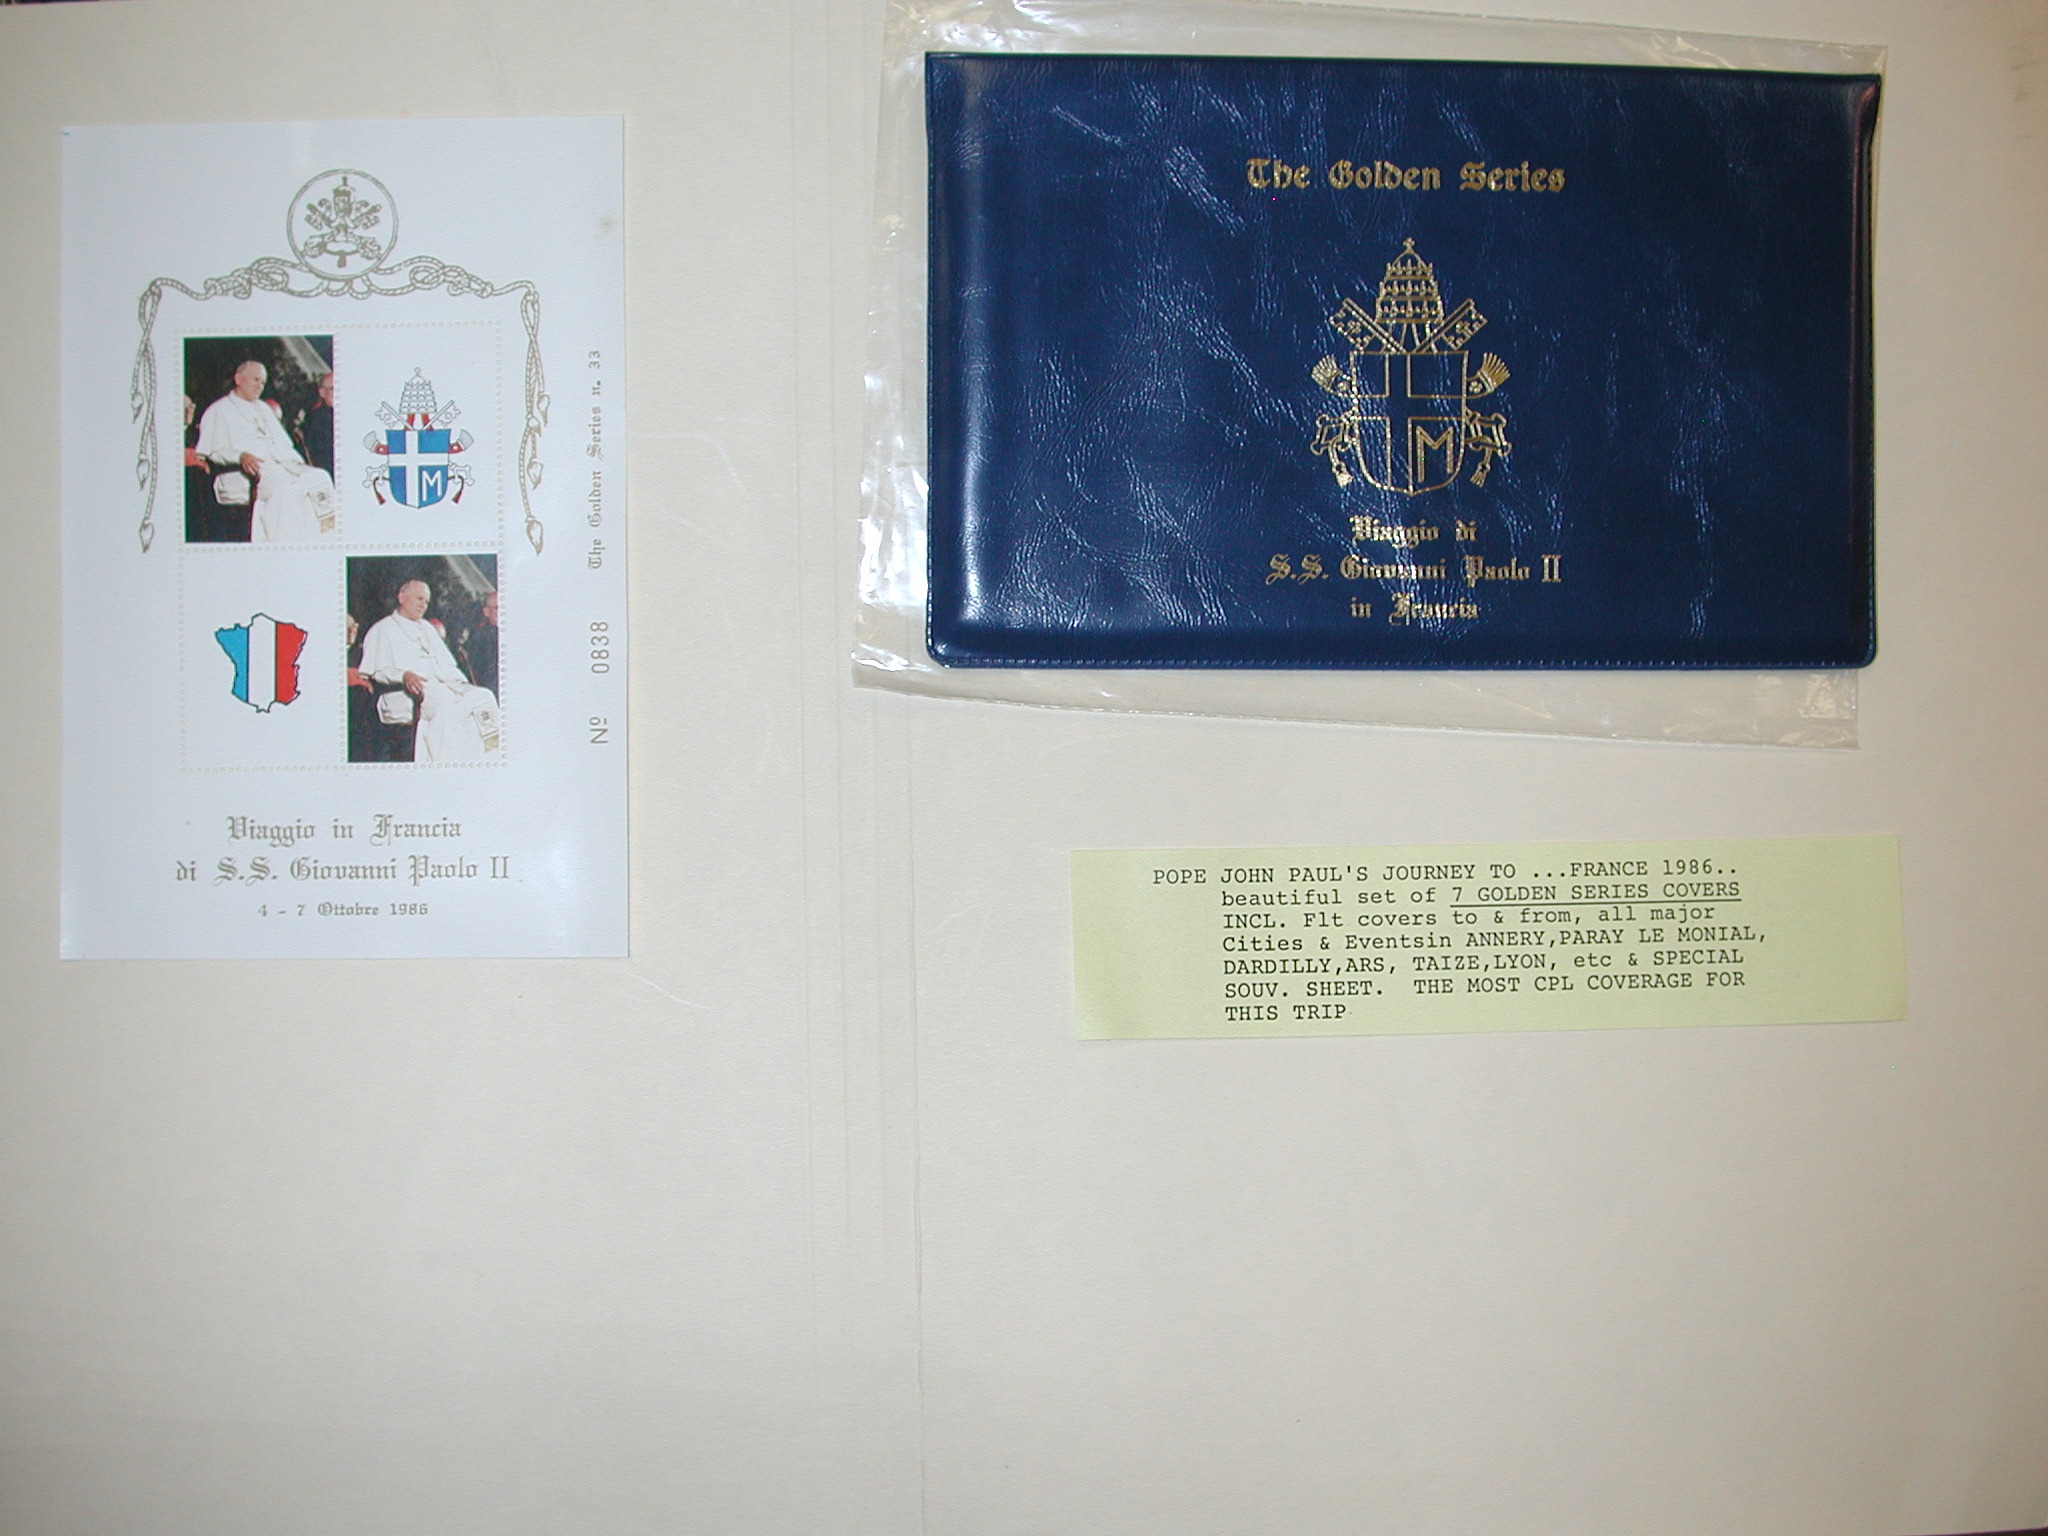 The Golden Series n. 33
Nº 0838
M
Viaggio in Francia
di S.S. Giovanni Paolo II
4 - 7 Ottobre 1986
The Golden Series
M
Viaggio di
S.S. Giovanni Paolo II
in Francia
POPE JOHN PAUL'S JOURNEY TO ...FRANCE 1986..
beautiful set of 7 GOLDEN SERIES COVERS
INCL. Flt covers to & from, all major
Cities & Eventsin ANNERY,PARAY LE MONIAL,
DARDILLY,ARS, TAIZE,LYON, etc & SPECIAL
SOUV. SHEET. THE MOST CPL COVERAGE FOR
THIS TRIP